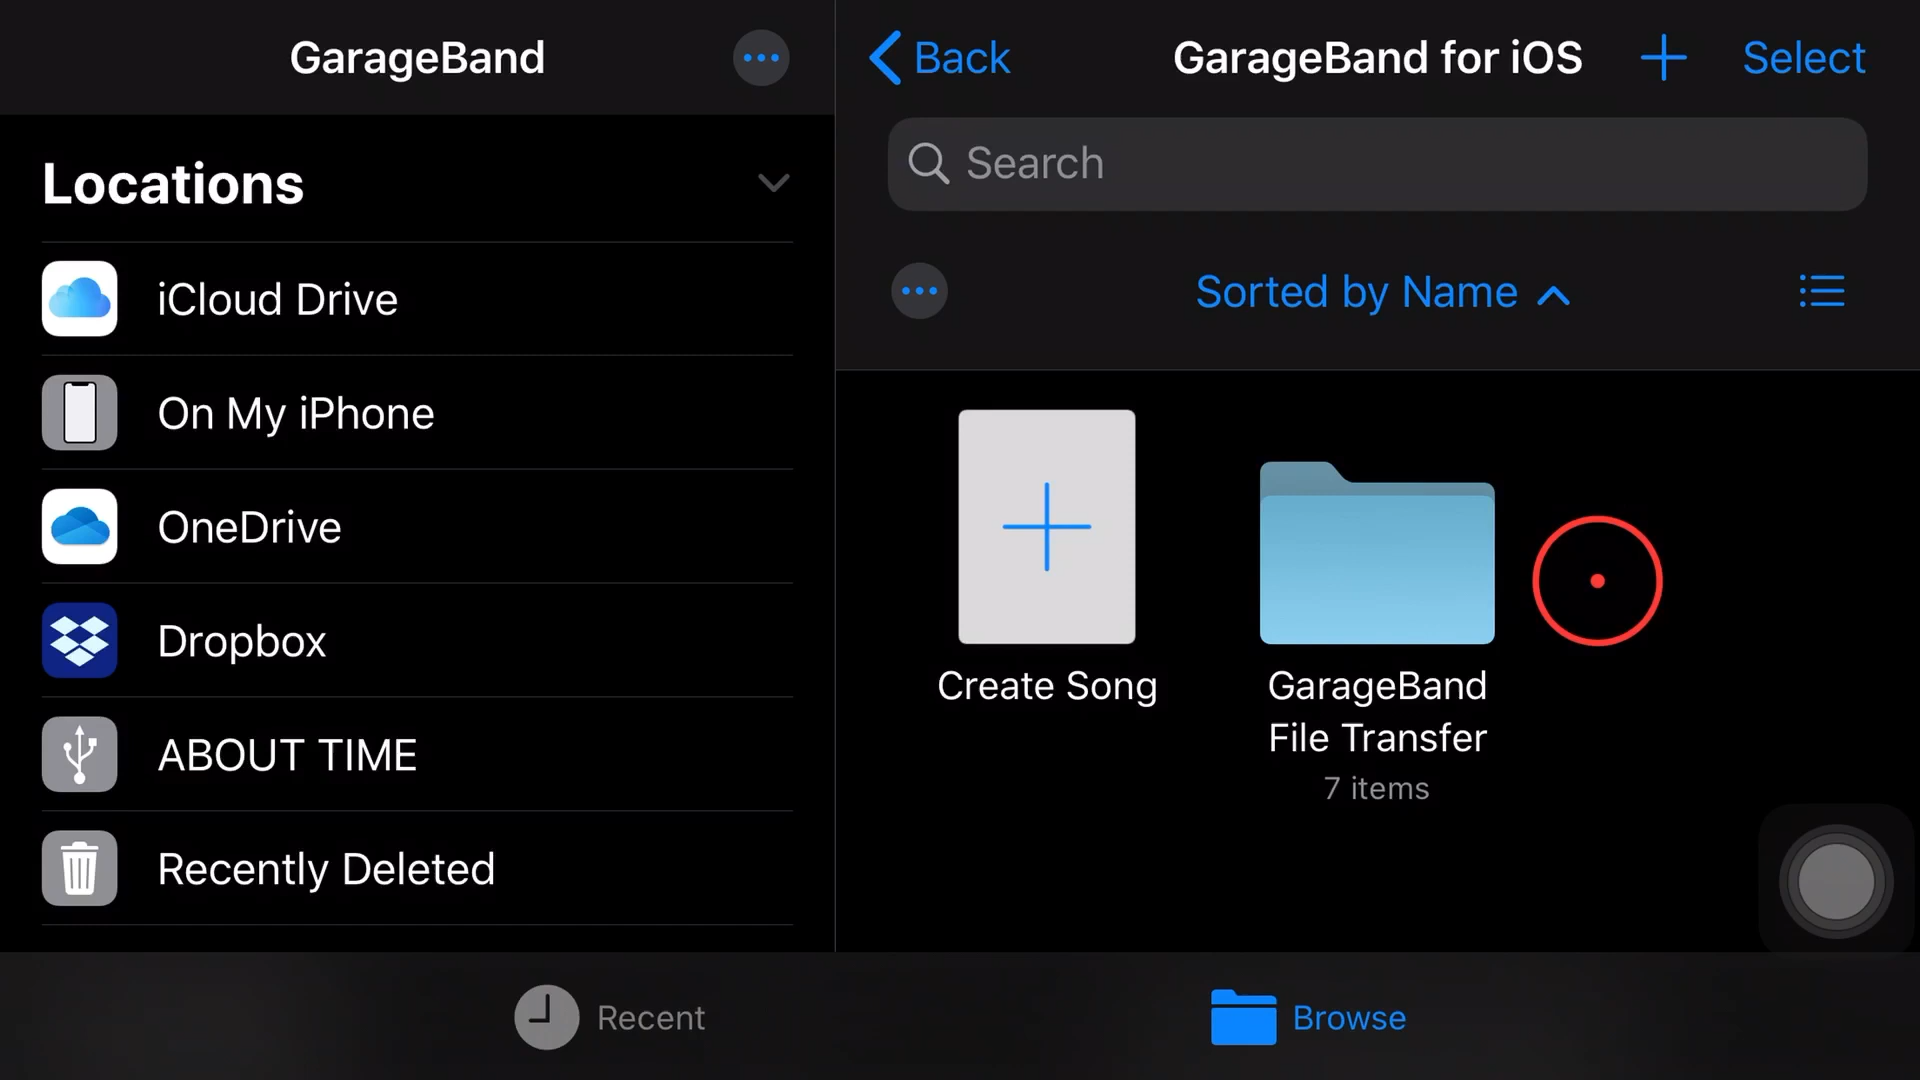 GarageBand
Locations
iCloud Drive
On My iPhone
OneDrive
Dropbox
ABOUT TIME
Recently Deleted
Back
GarageBand for iOS
Select
Search
Sorted by Name
Create Song
GarageBand
File Transfer
7 items
Recent
Browse